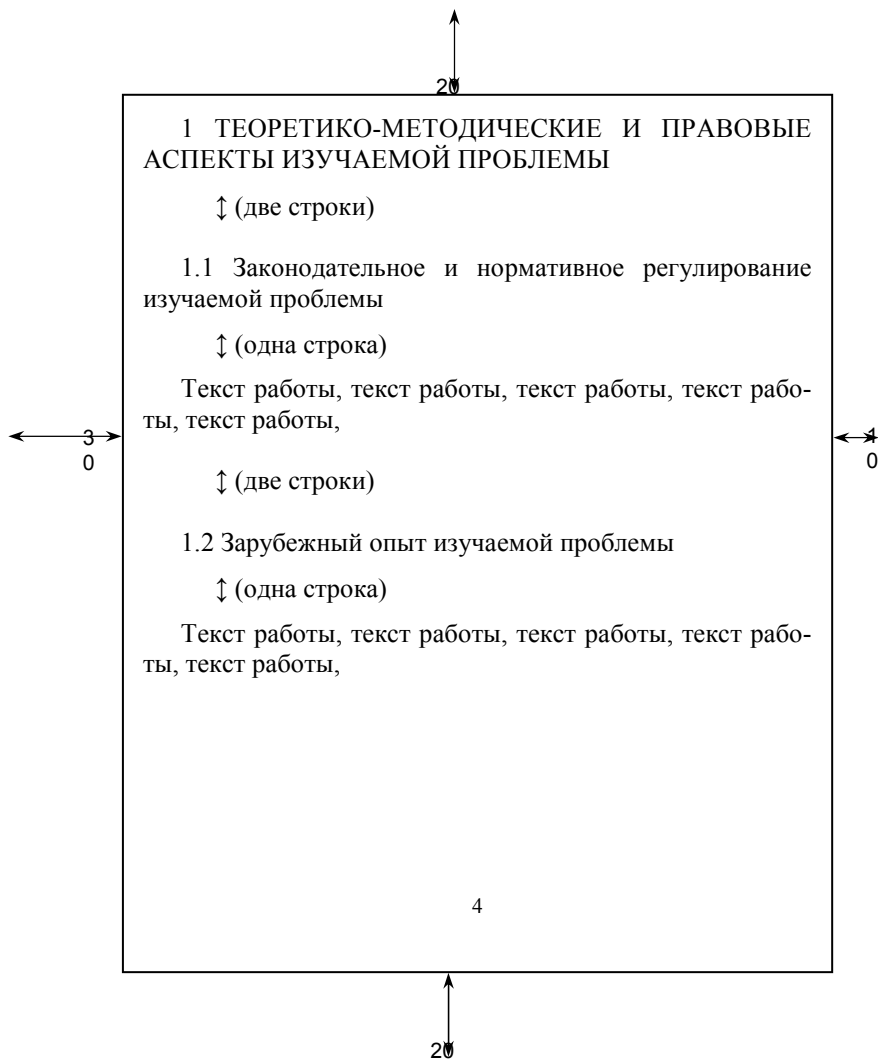 20
1 ТЕОРЕТИКО-МЕТОДИЧЕСКИЕ И ПРАВОВЫЕ
АСПЕКТЫ ИЗУЧАЕМОЙ ПРОБЛЕМЫ
↕ (две строки)
1.1 Законодательное и нормативное регулирование
изучаемой проблемы
↕ (одна строка)
Текст работы, текст работы, текст работы, текст рабо-
ты, текст работы,
3
0
1
0
↕ (две строки)
1.2 Зарубежный опыт изучаемой проблемы
↕ (одна строка)
Текст работы, текст работы, текст работы, текст рабо-
ты, текст работы,
4
20